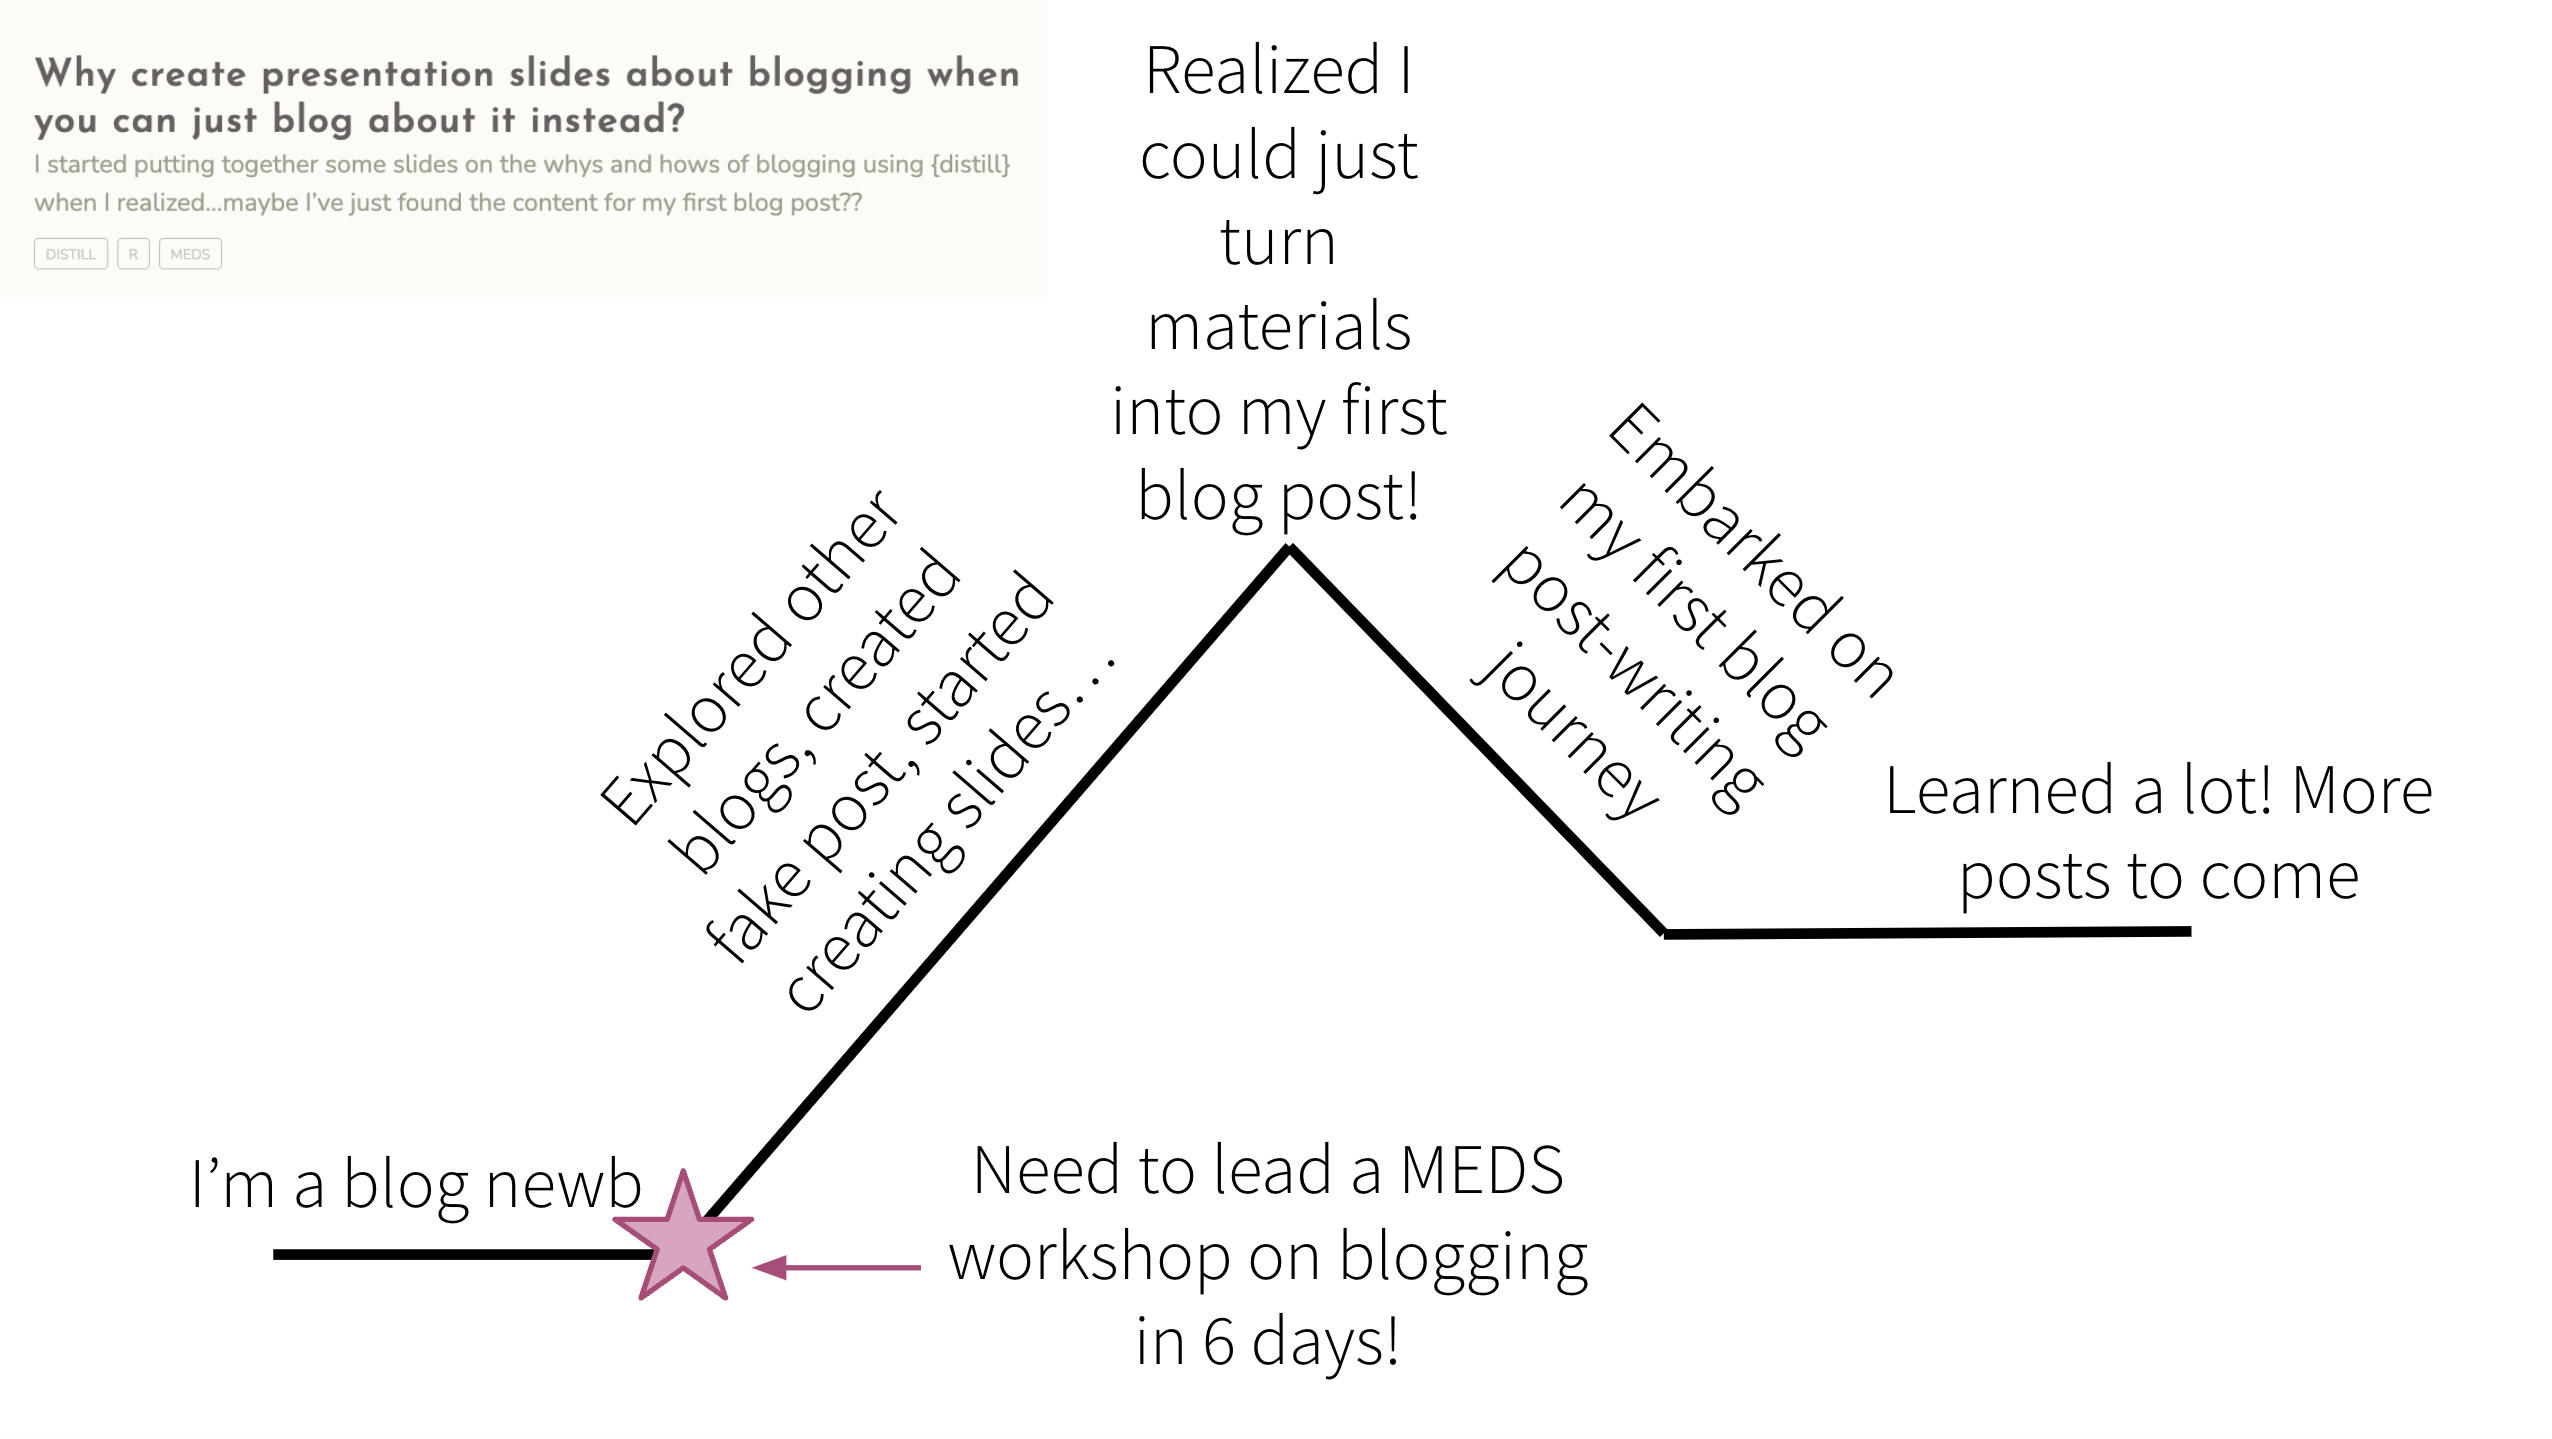 Why create presentation slides about blogging when
you can just blog about it instead?
I started putting together some slides on the whys and hows of blogging using {distill}
when I realized...maybe I've just found the content for my first blog post??
DISTILL R MEDS
I’m a blog newb
Need to lead a MEDS
workshop on blogging
in 6 days!
Explored other
blogs, created
fake post, started
creating slides…
Realized I
could just
turn
materials
into my first
blog post!
Embarked on
my first blog
post-writing
journey
Learned a lot! More
posts to come